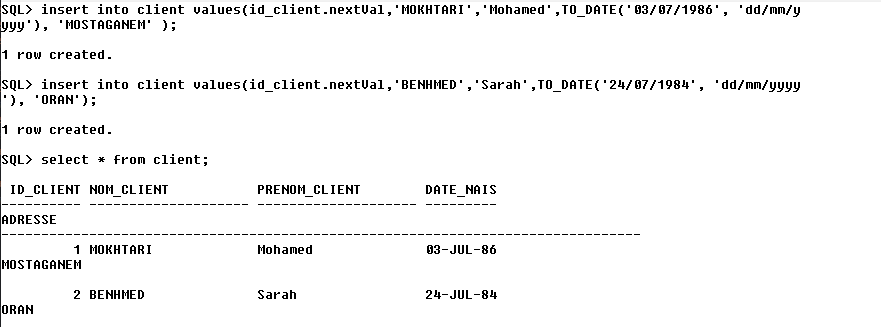 SQL> insert into client values(id_client.nextVal,'MOKHTARI','Mohamed',TO_DATE('03/07/1986', 'dd/mm/y
yyy'), 'MOSTAGANEM' );
1 row created.
SQL> insert into client values(id_client.nextVal,'BENHMED','Sarah',TO_DATE('24/07/1984', 'dd/mm/yyyy
'), 'ORAN');
1 row created.
SQL> select * from client;
ID_CLIENT NOM_CLIENT PRENOM_CLIENT DATE_NAIS
---------- -------------------- -------------------- ---------
ADRESSE
--------------------------------------------------------------------------------
1 MOKHTARI Mohamed 03-JUL-86
MOSTAGANEM
2 BENHMED Sarah 24-JUL-84
ORAN